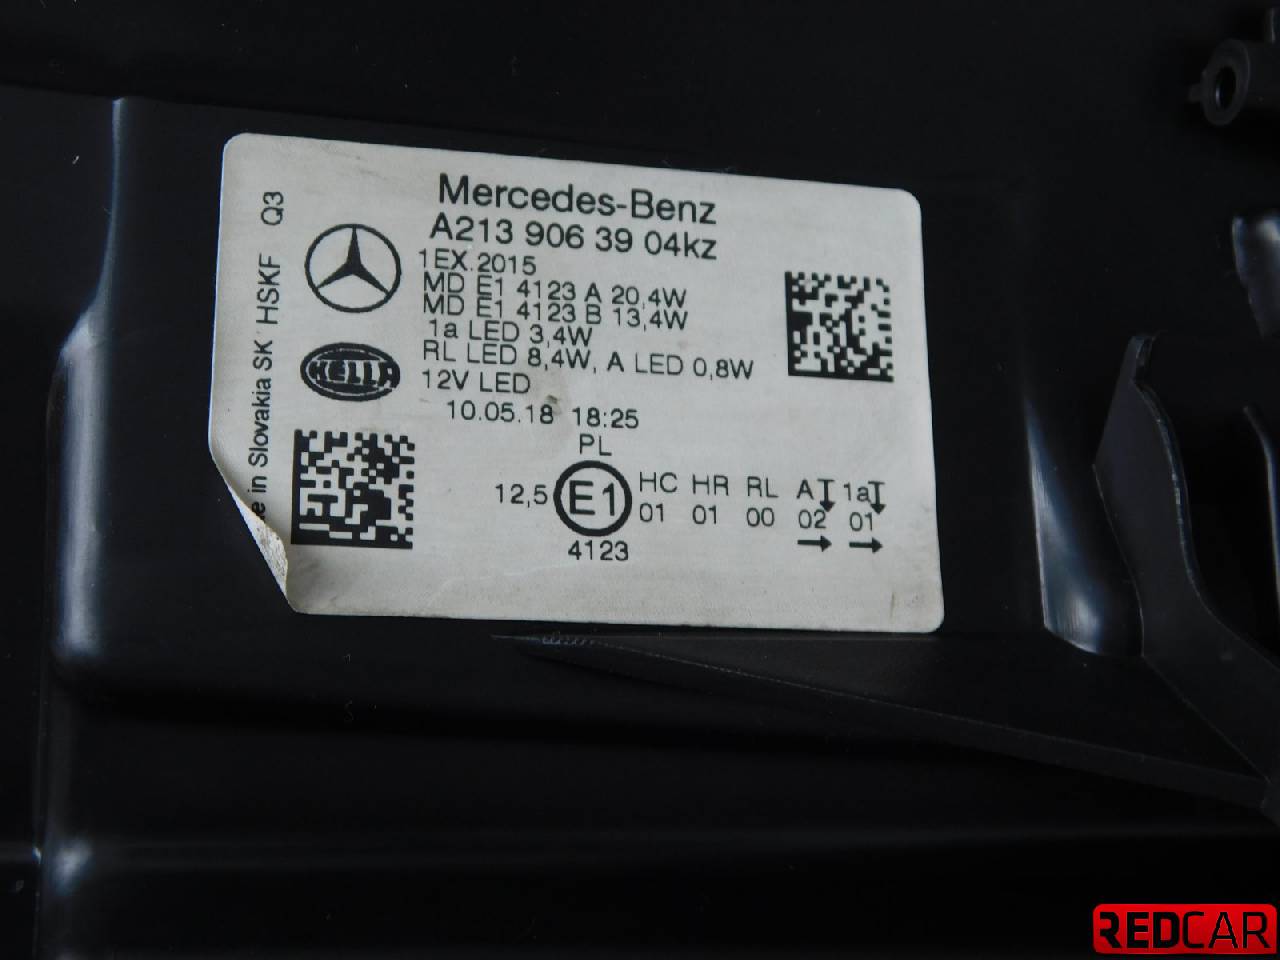 Mercedes-Benz
A213 906 39 04kz
1EX.2015
MD E1 4123 A 20,4W
MD E1 4123 B 13,4W
1a LED 3,4W
RL LED 8,4W, A LED 0,8W
12V LED
10.05.18 18:25
PL
12,5 E1 HC HR RL A 1a
01 01 00 02 01
4123
HELLA
in Slovakia SK HSKF Q3
REDCAR